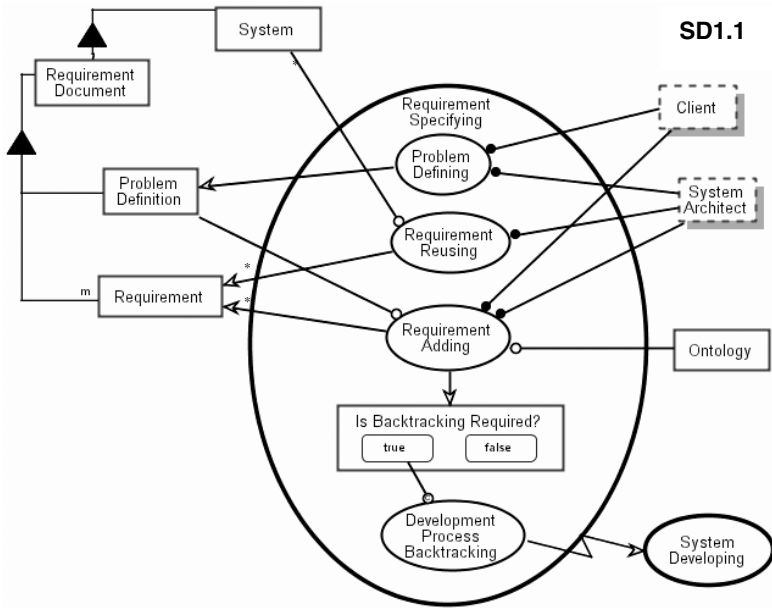 SD1.1
System
*
Requirement
Document
Requirement
Specifying
Client
Problem
Defining
Problem
Definition
System
Architect
Requirement
Reusing
*
m
Requirement
*
Requirement
Adding
Ontology
Is Backtracking Required?
true
false
c
Development
Process
Backtracking
System
Developing